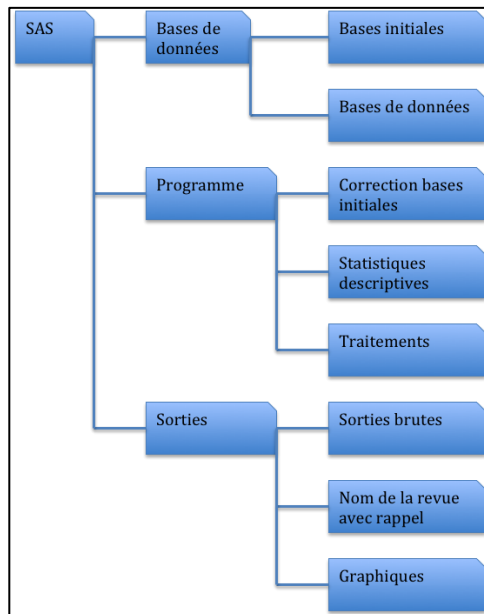 SAS
Bases de
données
Bases initiales
Bases de données
Programme
Correction bases
initiales
Statistiques
descriptives
Traitements
Sorties
Sorties brutes
Nom de la revue
avec rappel
Graphiques